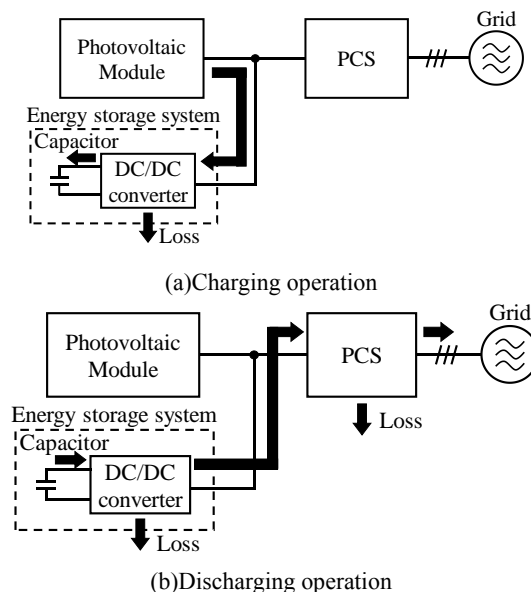 Grid
Photovoltaic
Module
PCS
Energy storage system
Capacitor
DC/DC
converter
Loss
(a)Charging operation
Grid
Photovoltaic
Module
PCS
Energy storage system
Loss
Capacitor
DC/DC
converter
Loss
(b)Discharging operation